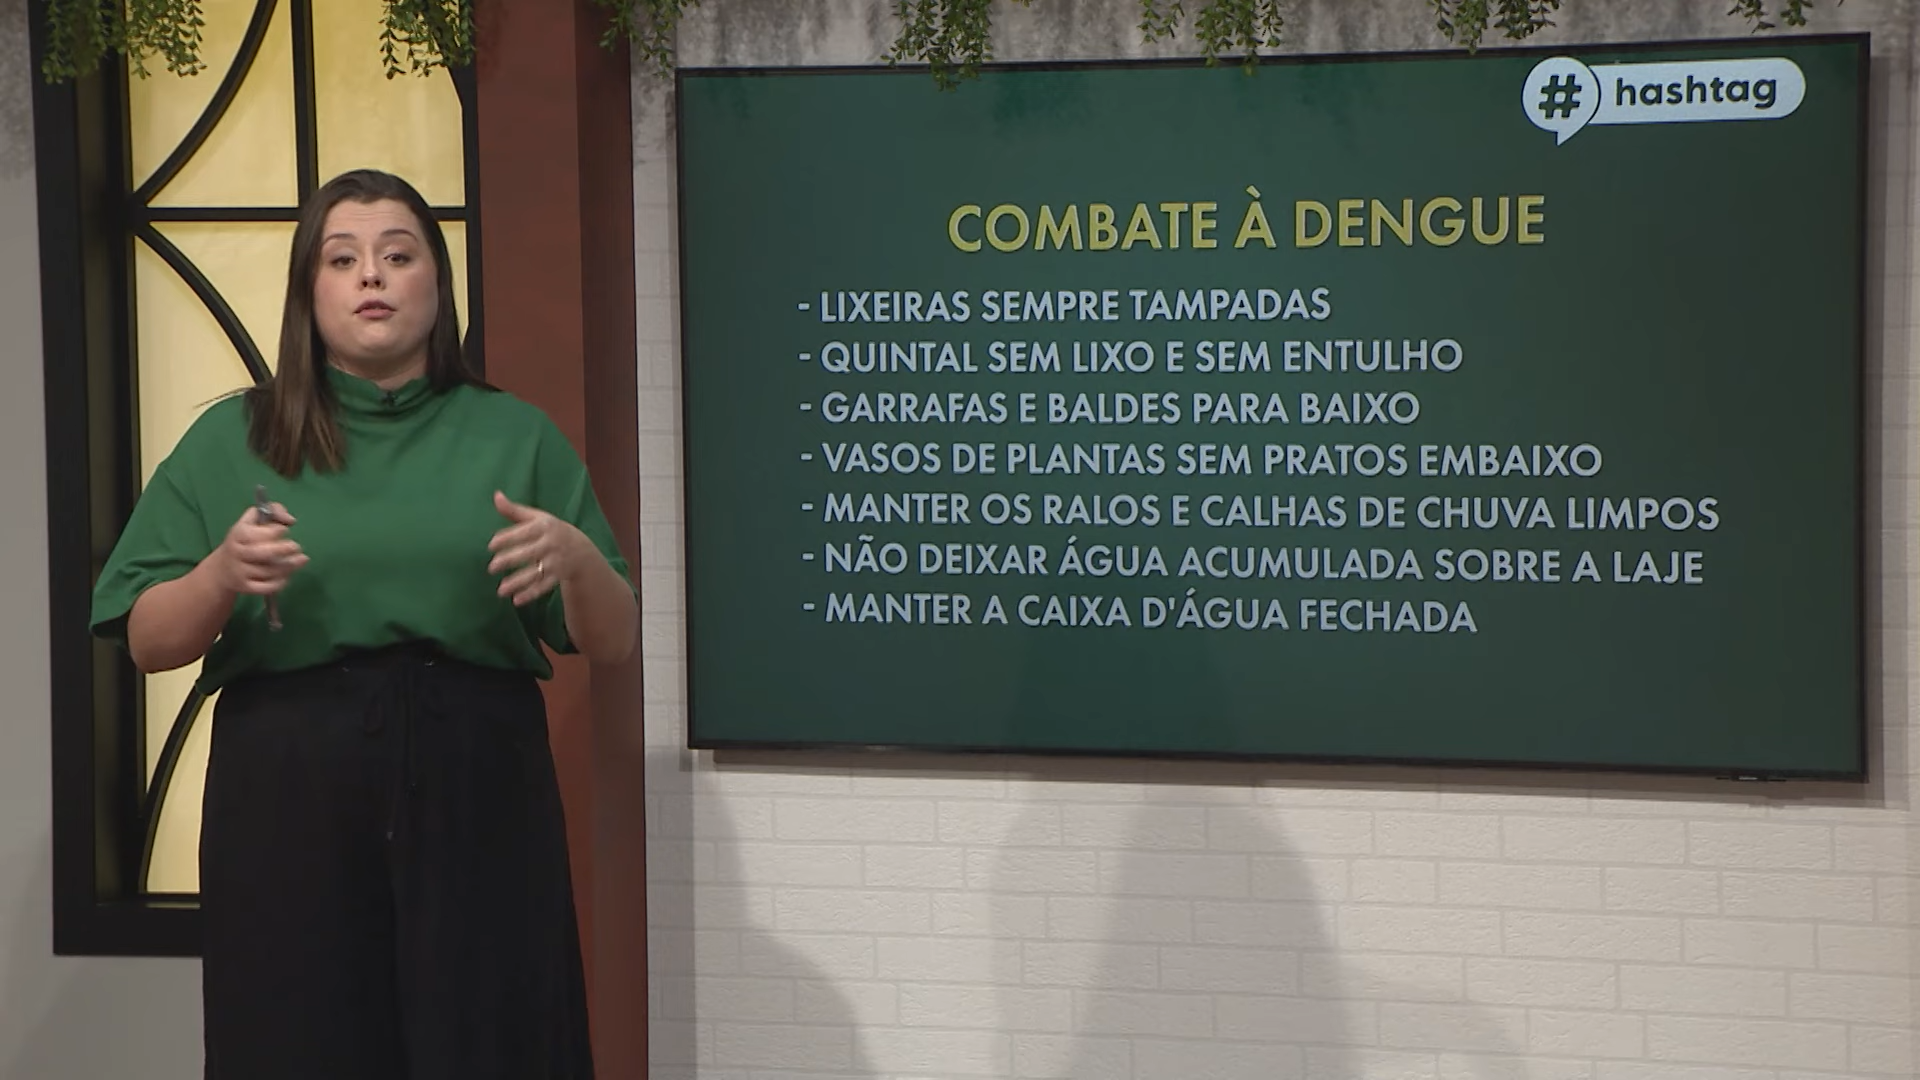 # hashtag
COMBATE À DENGUE
- LIXEIRAS SEMPRE TAMPADAS
- QUINTAL SEM LIXO E SEM ENTULHO
- GARRAFAS E BALDES PARA BAIXO
- VASOS DE PLANTAS SEM PRATOS EMBAIXO
- MANTER OS RALOS E CALHAS DE CHUVA LIMPOS
- NÃO DEIXAR ÁGUA ACUMULADA SOBRE A LAJE
- MANTER A CAIXA D'ÁGUA FECHADA